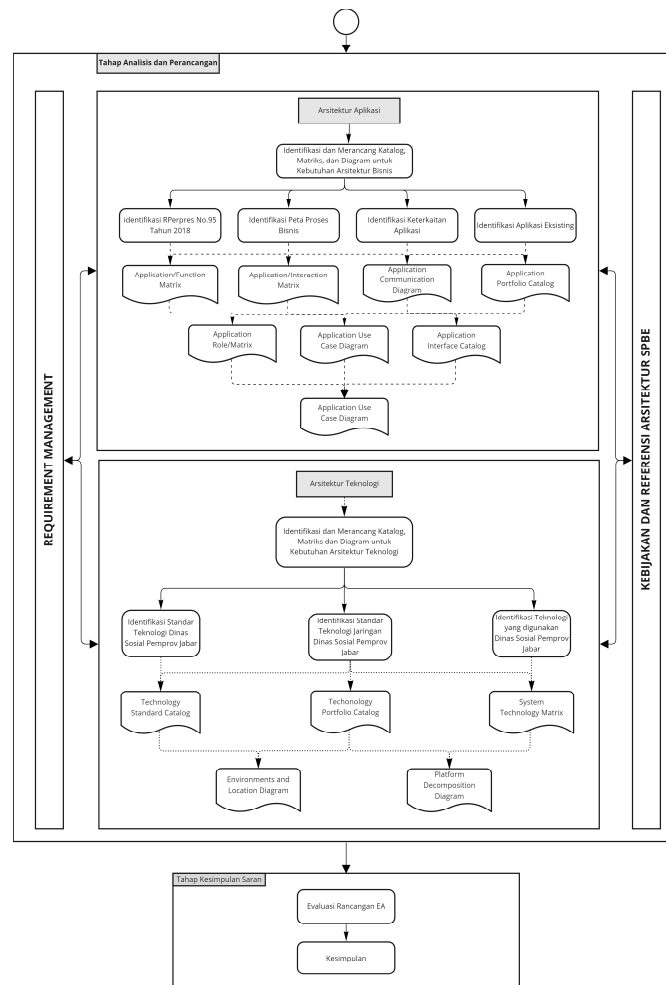 Tahap Analisis dan Perancangan
Arsitektur Aplikasi
Identifikasi dan Merancang Katalog,
Matriks, dan Diagram untuk
Kebutuhan Arsitektur Bisnis
identifikasi RPerpres No.95
Tahun 2018
Identifikasi Peta Proses
Bisnis
Identifikasi Keterkaitan
Aplikasi
Identifikasi Aplikasi Eksisting
Application/Function
Matrix
Application/Interaction
Matrix
Application
Communication
Diagram
Application
Portfolio Catalog
Application
Role/Matrix
Application Use
Case Diagram
Application
Interface Catalog
Application Use
Case Diagram
REQUIREMENT MANAGEMENT
KEBIJAKAN DAN REFERENSI ARSITEKTUR SPBE
Arsitektur Teknologi
Identifikasi dan Merancang Katalog,
Matriks dan Diagram untuk
Kebutuhan Arsitektur Teknologi
Identifikasi Standar
Teknologi Dinas
Sosial Pemprov Jabar
Identifikasi Standar
Teknologi Jaringan
Dinas Sosial Pemprov
Jabar
Identifikasi Teknologi
yang digunakan
Dinas Sosial Pemprov
Jabar
Technology
Standard Catalog
Techonology
Portfolio Catalog
System
Technology Matrix
Environments and
Location Diagram
Platform
Decomposition
Diagram
Tahap Kesimpulan Saran
Evaluasi Rancangan EA
Kesimpulan